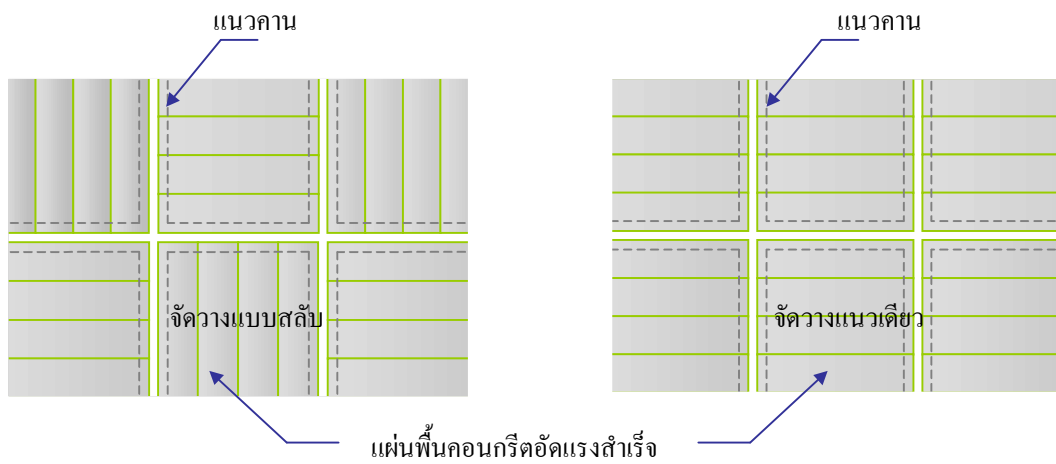 แนวคาน
แนวคาน
จัดวางแบบสลับ
จัดวางแนวเดียว
แผ่นพื้นคอนกรีตอัดแรงสำเร็จ